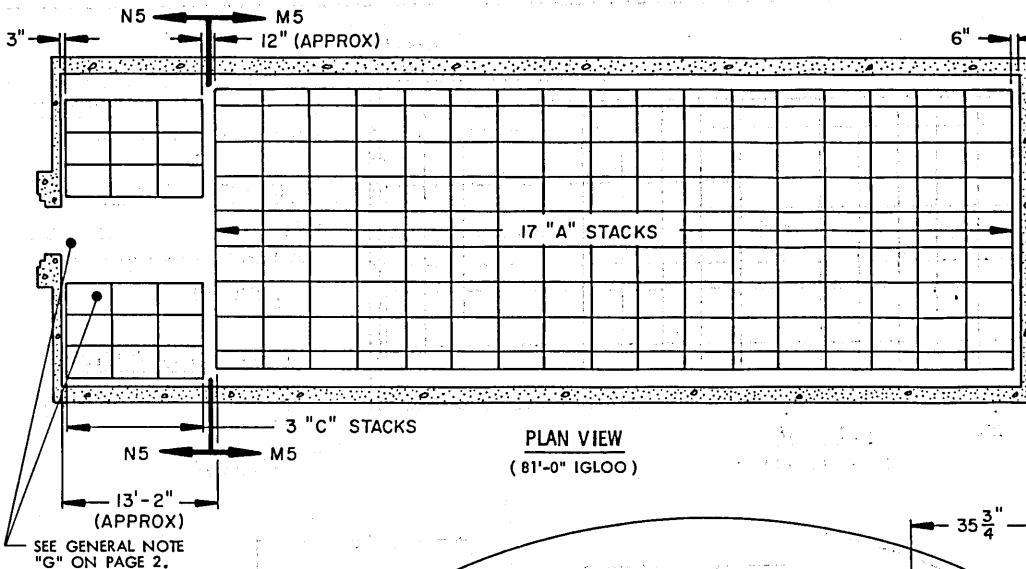 N5 M5
3" 12" (APPROX) 6"
17 "A" STACKS
3 "C" STACKS
N5 M5
PLAN VIEW
(81'-0" IGLOO)
13'-2"
(APPROX)
35 3/4"
SEE GENERAL NOTE
"G" ON PAGE 2.